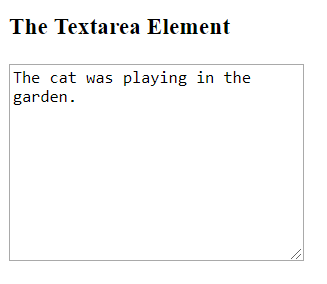 The Textarea Element
The cat was playing in the
garden.